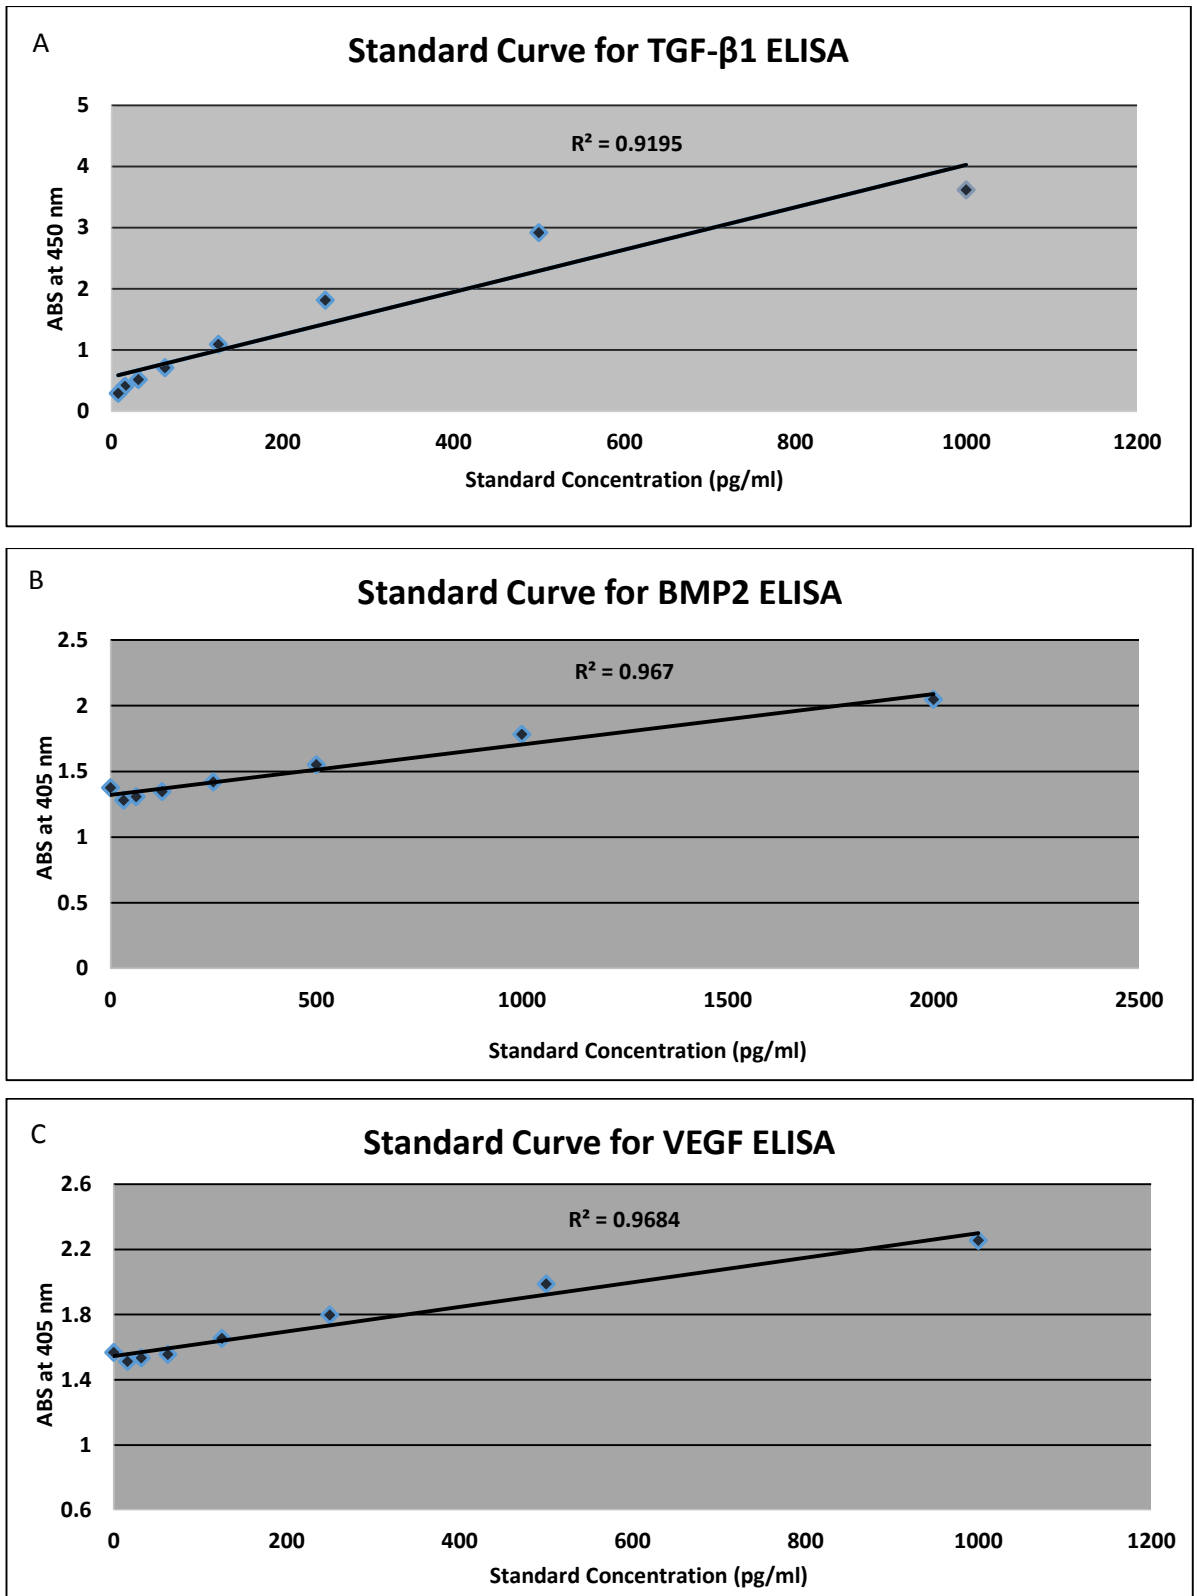 A
Standard Curve for TGF-β1 ELISA
R² = 0.9195
ABS at 450 nm
5
4
3
2
1
0
0 200 400 600 800 1000 1200
Standard Concentration (pg/ml)
B
Standard Curve for BMP2 ELISA
R² = 0.967
ABS at 405 nm
2.5
2
1.5
1
0.5
0
0 500 1000 1500 2000 2500
Standard Concentration (pg/ml)
C
Standard Curve for VEGF ELISA
R² = 0.9684
ABS at 405 nm
2.6
2.2
1.8
1.4
1
0.6
0 200 400 600 800 1000 1200
Standard Concentration (pg/ml)